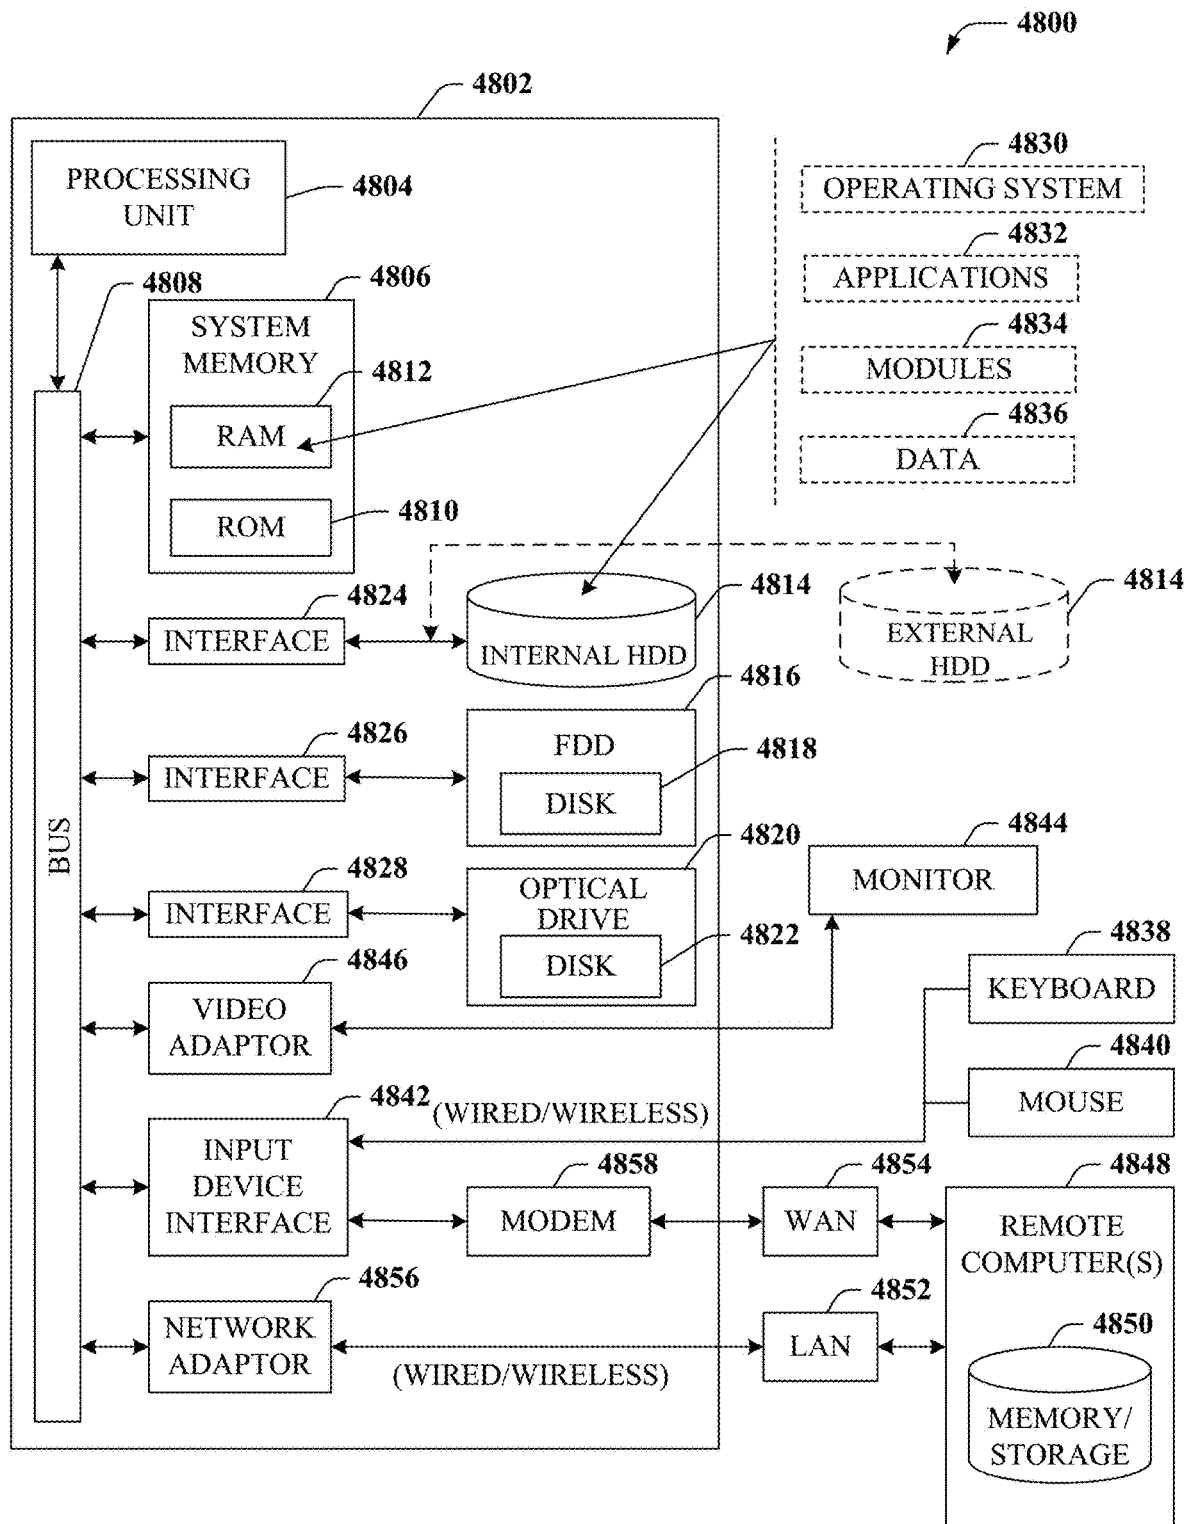 4800
4802
PROCESSING
UNIT
4804
4830
OPERATING SYSTEM
4808
4806
4832
SYSTEM
MEMORY
APPLICATIONS
4812
RAM
4834
MODULES
4810
ROM
4836
DATA
4824
INTERFACE
4814
INTERNAL HDD
4814
EXTERNAL
HDD
4826
INTERFACE
4816
FDD
4818
DISK
BUS
4828
INTERFACE
4820
OPTICAL
DRIVE
4822
DISK
4844
MONITOR
4846
VIDEO
ADAPTOR
4838
KEYBOARD
4840
MOUSE
4842
(WIRED/WIRELESS)
INPUT
DEVICE
INTERFACE
4858
MODEM
4854
WAN
4848
REMOTE
COMPUTER(S)
4856
NETWORK
ADAPTOR
(WIRED/WIRELESS)
4852
LAN
4850
MEMORY/
STORAGE